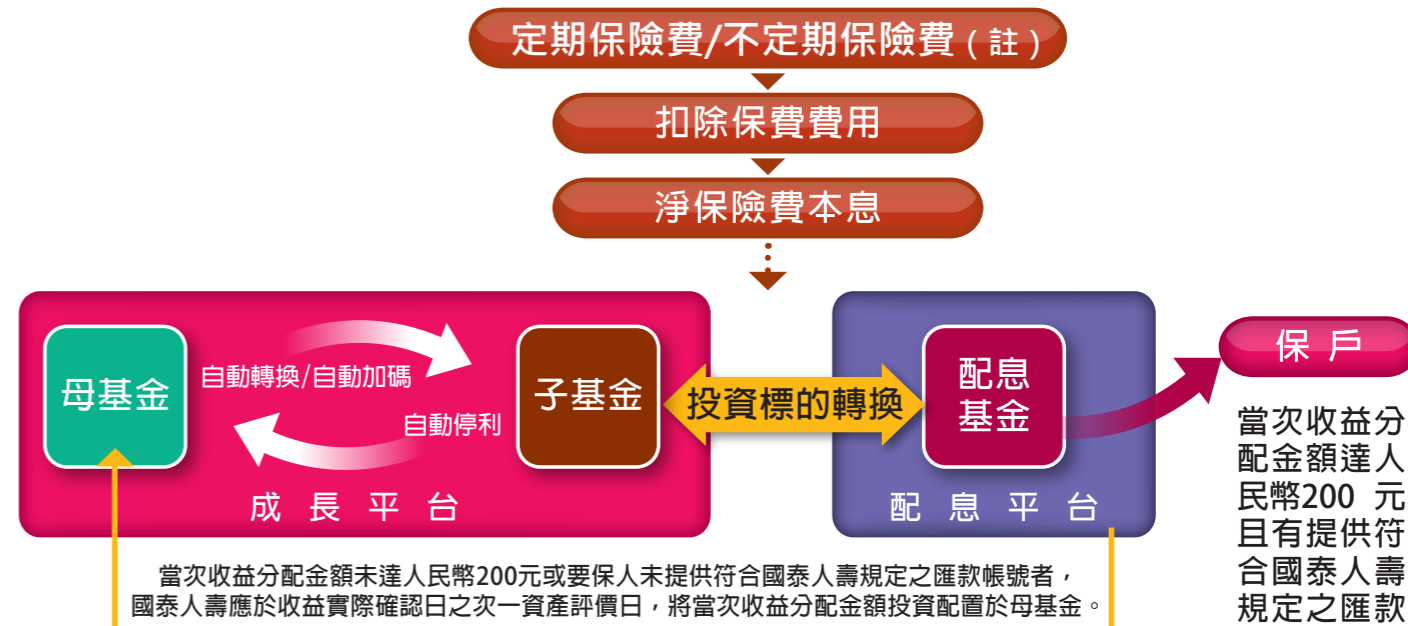 定期保險費/不定期保險費(註)
扣除保費費用
淨保險費本息
母基金
自動轉換/自動加碼
自動停利
子基金
成長平台
投資標的轉換
配息
基金
配息平台
保戶
當次收益分
配金額達人
民幣200 元
且有提供符
合國泰人壽
規定之匯款
當次收益分配金額未達人民幣200元或要保人未提供符合國泰人壽規定之匯款帳號者，
國泰人壽應於收益實際確認日之次一資產評價日，將當次收益分配金額投資配置於母基金。